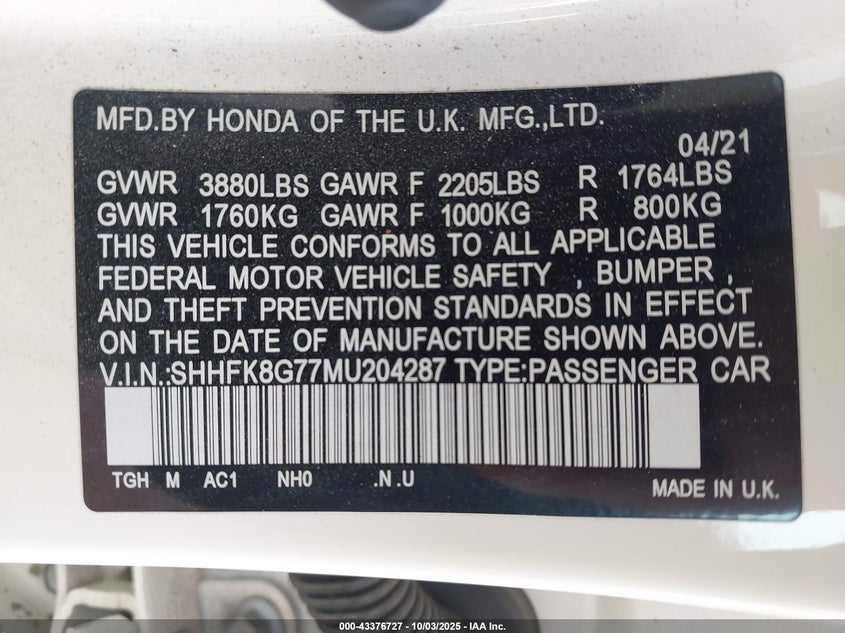 MFD.BY HONDA OF THE U.K. MFG.,LTD.
04/21
GVWR 3880LBS GAWR F 2205LBS R 1764LBS
GVWR 1760KG GAWR F 1000KG R 800KG
THIS VEHICLE CONFORMS TO ALL APPLICABLE
FEDERAL MOTOR VEHICLE SAFETY , BUMPER ,
AND THEFT PREVENTION STANDARDS IN EFFECT
ON THE DATE OF MANUFACTURE SHOWN ABOVE.
V.I.N.:SHHFK8G77MU204287 TYPE:PASSENGER CAR
TGH M AC1 NH0 .N .U
MADE IN U.K.
000-43376727 - 10/03/2025 - IAA Inc.